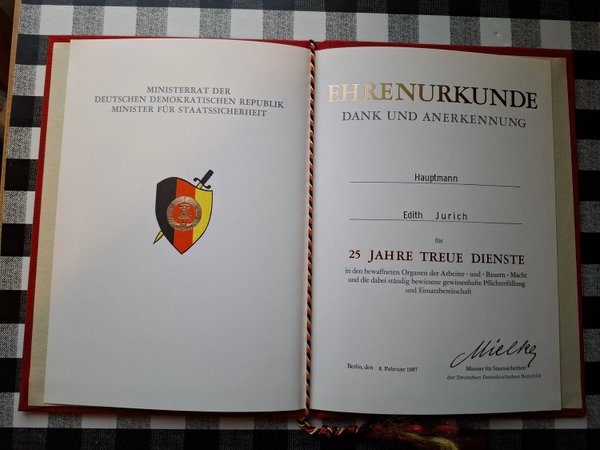 MINISTERRAT DER
DEUTSCHEN DEMOKRATISCHEN REPUBLIK
MINISTER FÜR STAATSSICHERHEIT
EHRENURKUNDE
DANK UND ANERKENNUNG
Hauptmann
Edith Jurich
für
25 JAHRE TREUE DIENSTE
in den bewaffneten Organen der Arbeiter-und-Bauern-Macht
und die dabei ständig bewiesene gewissenhafte Pflichterfüllung
und Einsatzbereitschaft
Mielke
Berlin, den 8. Februar 1987
Minister für Staatssicherheit
der Deutschen Demokratischen Republik